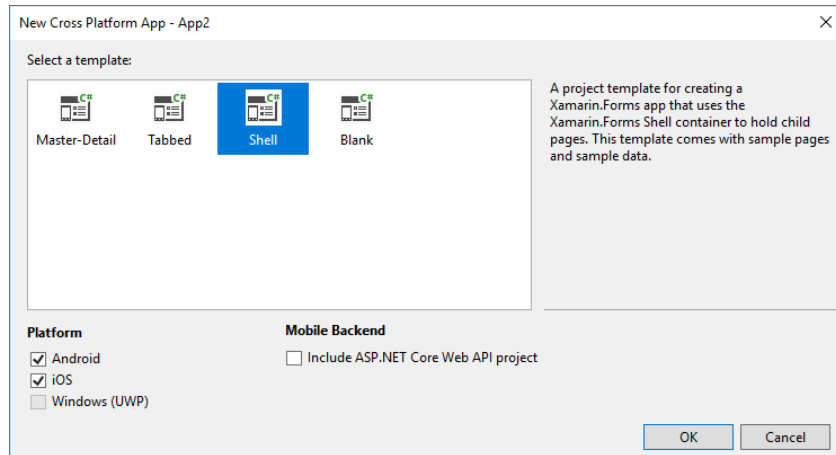 New Cross Platform App - App2
Select a template:
C#
C#
C#
C#
Master-Detail
Tabbed
Shell
Blank
A project template for creating a
Xamarin.Forms app that uses the
Xamarin.Forms Shell container to hold child
pages. This template comes with sample pages
and sample data.
Platform
Android
iOS
Windows (UWP)
Mobile Backend
Include ASP.NET Core Web API project
OK
Cancel